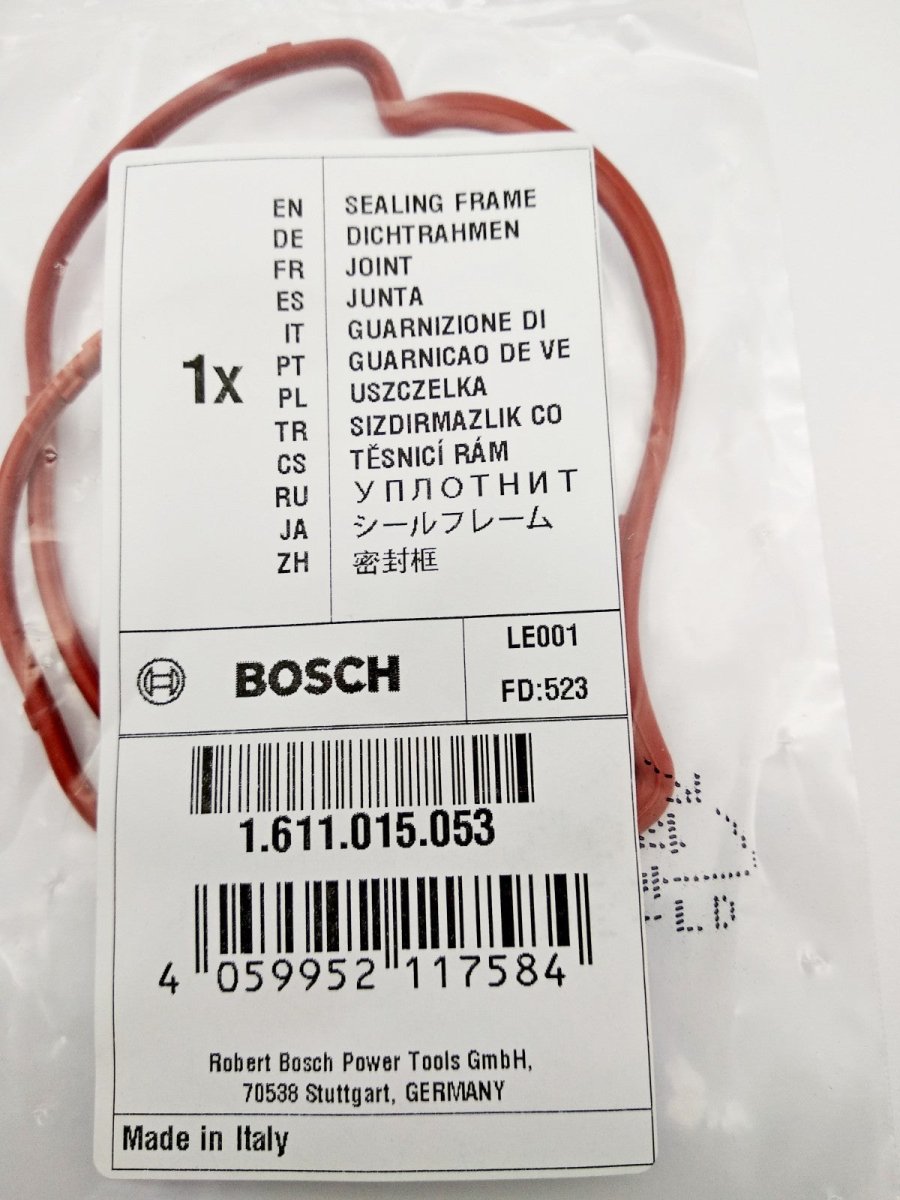 1x
EN SEALING FRAME
DE DICHTRAHMEN
FR JOINT
ES JUNTA
IT GUARNIZIONE DI
PT GUARNICAO DE VE
PL USZCZELKA
TR SIZDIRMAZLIK CO
CS TĚSNICÍ RÁM
RU УПЛОТНИТ
JA シールフレーム
ZH 密封框
BOSCH
LE001
FD:523
1.611.015.053
4 059952 117584
Robert Bosch Power Tools GmbH,
70538 Stuttgart, GERMANY
Made in Italy